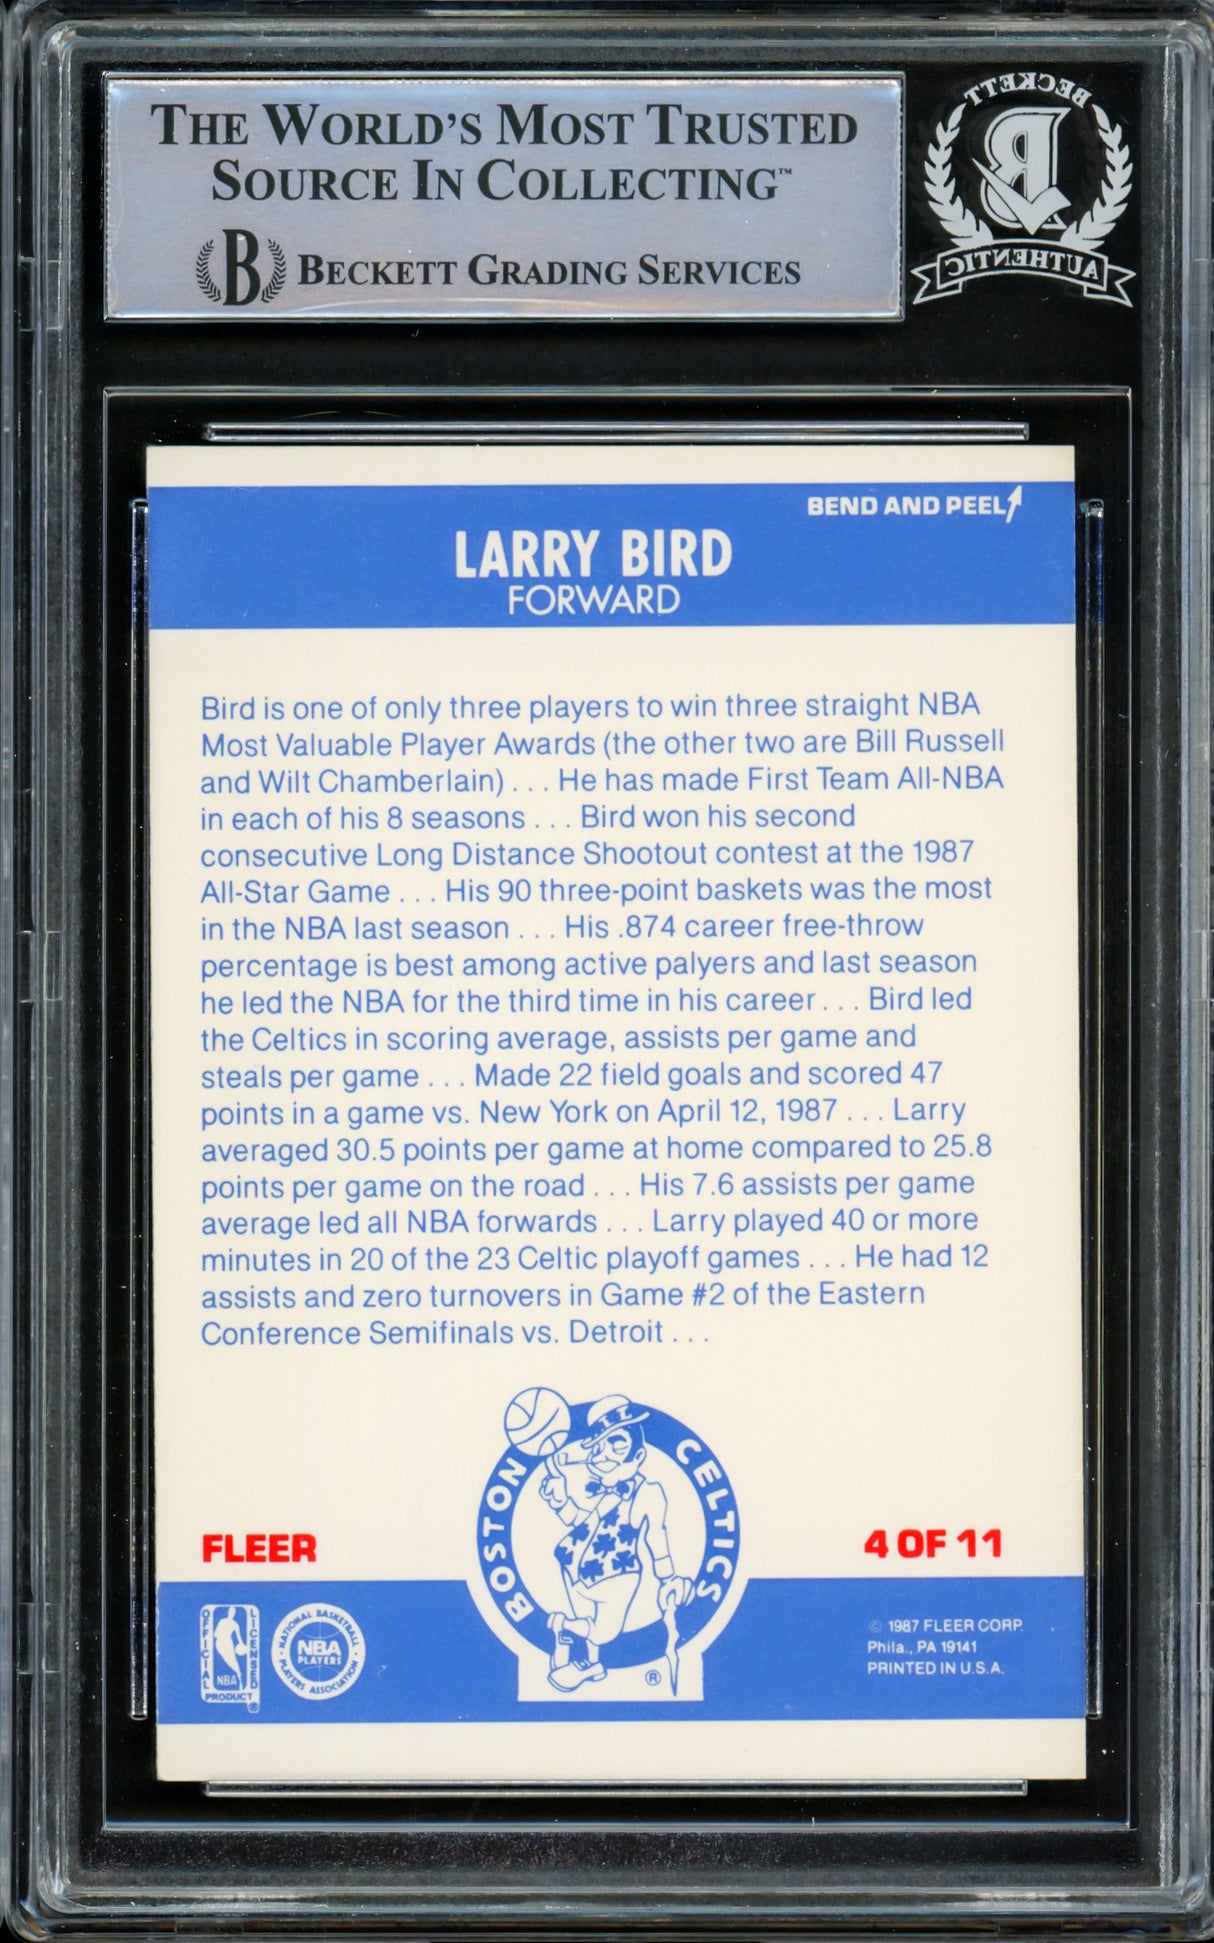 THE WORLD'S MOST TRUSTED
SOURCE IN COLLECTING™
B BECKETT GRADING SERVICES
BECKETT
B
AUTHENTIC
BEND AND PEEL
LARRY BIRD
FORWARD
Bird is one of only three players to win three straight NBA
Most Valuable Player Awards (the other two are Bill Russell
and Wilt Chamberlain) . . . He has made First Team All-NBA
in each of his 8 seasons . . . Bird won his second
consecutive Long Distance Shootout contest at the 1987
All-Star Game . . . His 90 three-point baskets was the most
in the NBA last season . . . His .874 career free-throw
percentage is best among active palyers and last season
he led the NBA for the third time in his career . . . Bird led
the Celtics in scoring average, assists per game and
steals per game . . . Made 22 field goals and scored 47
points in a game vs. New York on April 12, 1987 . . . Larry
averaged 30.5 points per game at home compared to 25.8
points per game on the road . . . His 7.6 assists per game
average led all NBA forwards . . . Larry played 40 or more
minutes in 20 of the 23 Celtic playoff games . . . He had 12
assists and zero turnovers in Game #2 of the Eastern
Conference Semifinals vs. Detroit . . .
BOSTON CELTICS
®
FLEER
4 OF 11
OFFICIAL LICENSED
NBA
PRODUCT ®
NATIONAL BASKETBALL
NBA
PLAYERS
PLAYERS ASSOCIATION
© 1987 FLEER CORP.
Phila., PA 19141
PRINTED IN U.S.A.